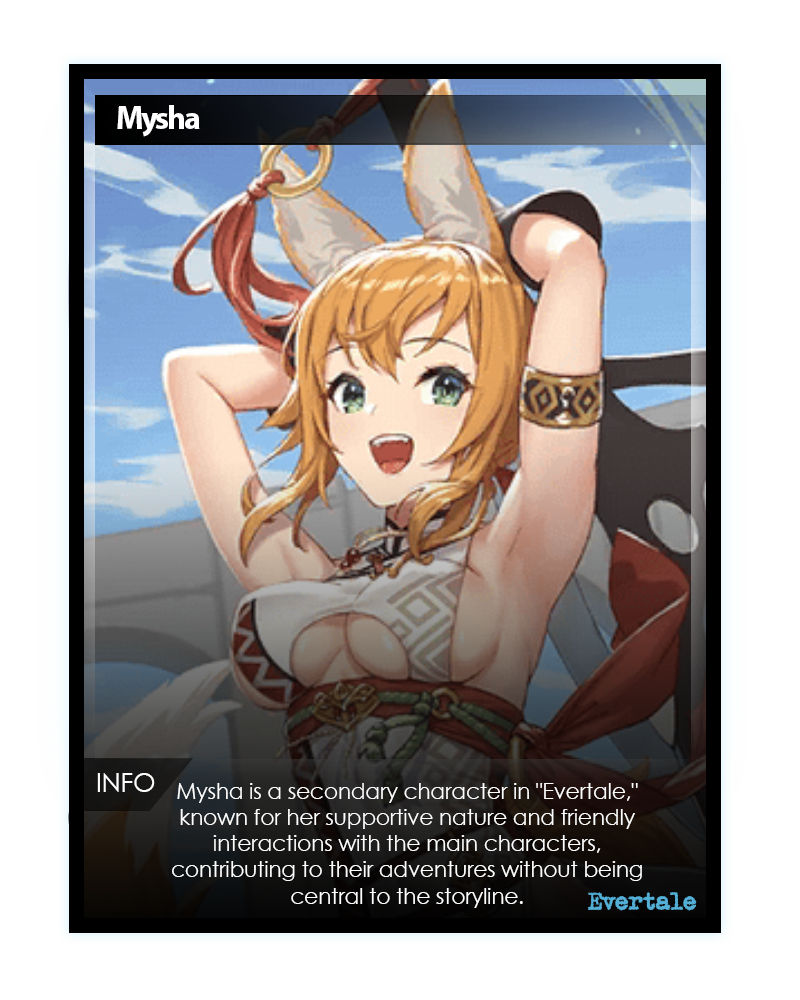 Mysha
INFO
Mysha is a secondary character in "Evertale,"
known for her supportive nature and friendly
interactions with the main characters,
contributing to their adventures without being
central to the storyline.
Evertale